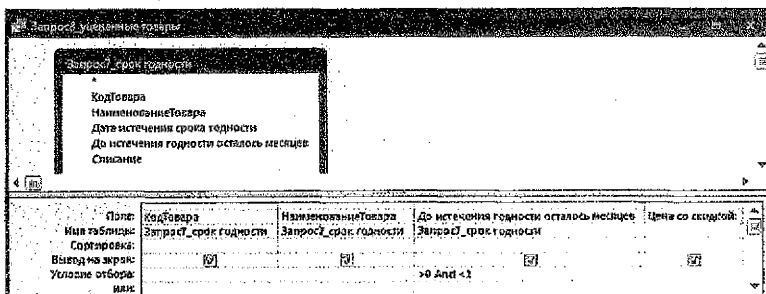 Запрос8_уцененные товары
Запрос7_срок годности
*
КодТовара
НаименованиеТовара
Дата истечения срока годности
До истечения годности осталось месяцев
Списание
Поле: КодТовара НаименованиеТовара До истечения годности осталось месяцев Цена со скидкой:
Имя таблицы: Запрос7_срок годности Запрос7_срок годности Запрос7_срок годности
Сортировка:
Вывод на экран:
Условие отбора: >0 And <2
или: